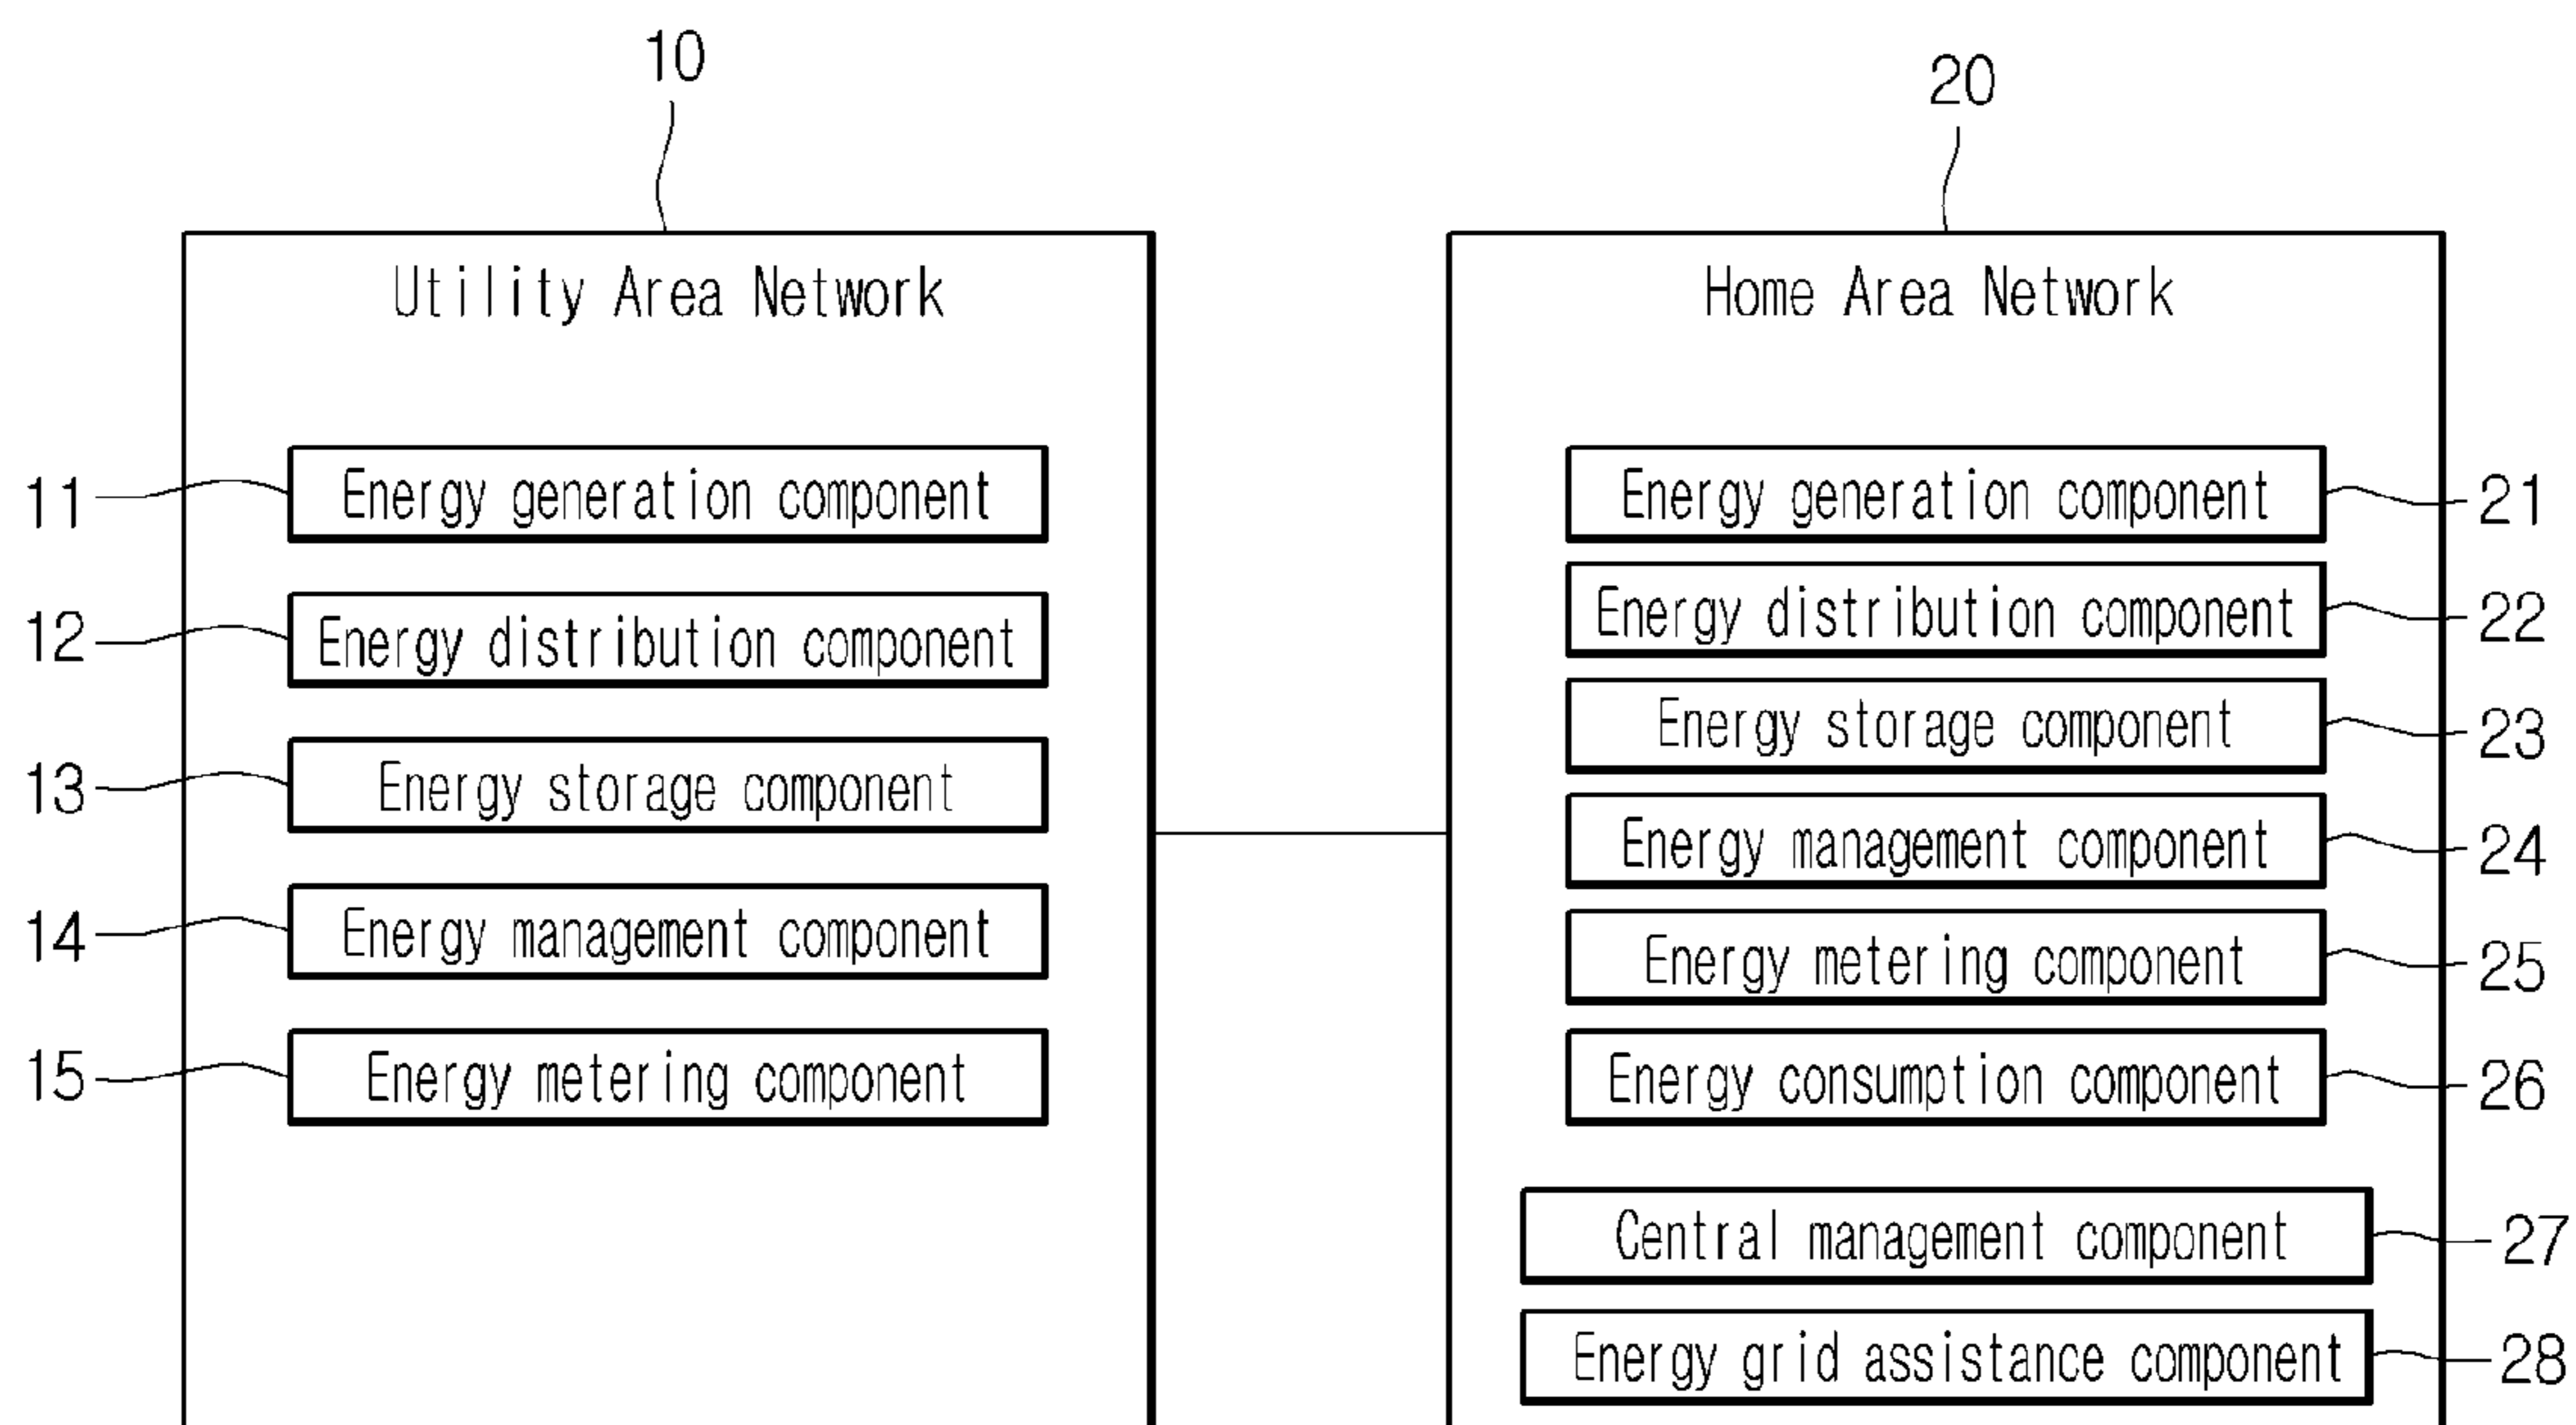 10
20
Utility Area Network
Home Area Network
11
Energy generation component
Energy generation component
21
12
Energy distribution component
Energy distribution component
22
13
Energy storage component
Energy storage component
23
14
Energy management component
Energy management component
24
15
Energy metering component
Energy metering component
25
Energy consumption component
26
Central management component
27
Energy grid assistance component
28